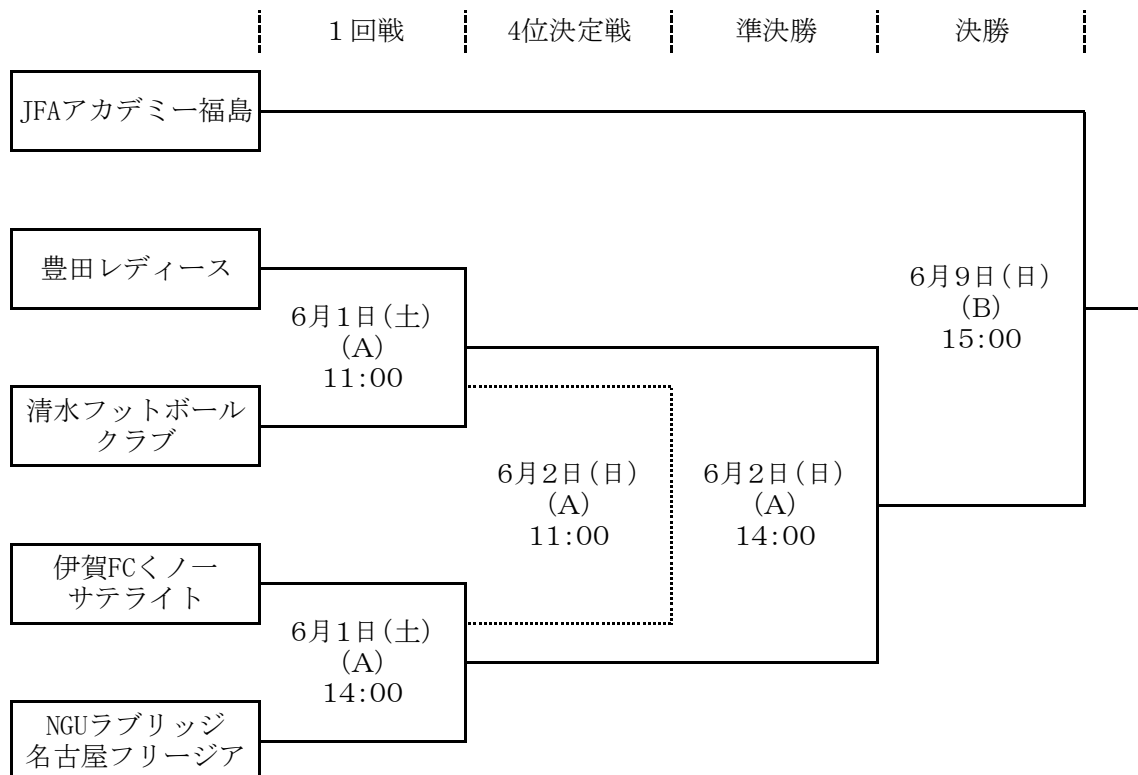 １回戦
4位決定戦
準決勝
決勝
JFAアカデミー福島
豊田レディース
6月1日(土)
(A)
11:00
清水フットボール
クラブ
6月9日(日)
(B)
15:00
6月2日(日)
(A)
11:00
6月2日(日)
(A)
14:00
伊賀FCくノ一
サテライト
6月1日(土)
(A)
14:00
NGUラブリッジ
名古屋フリージア